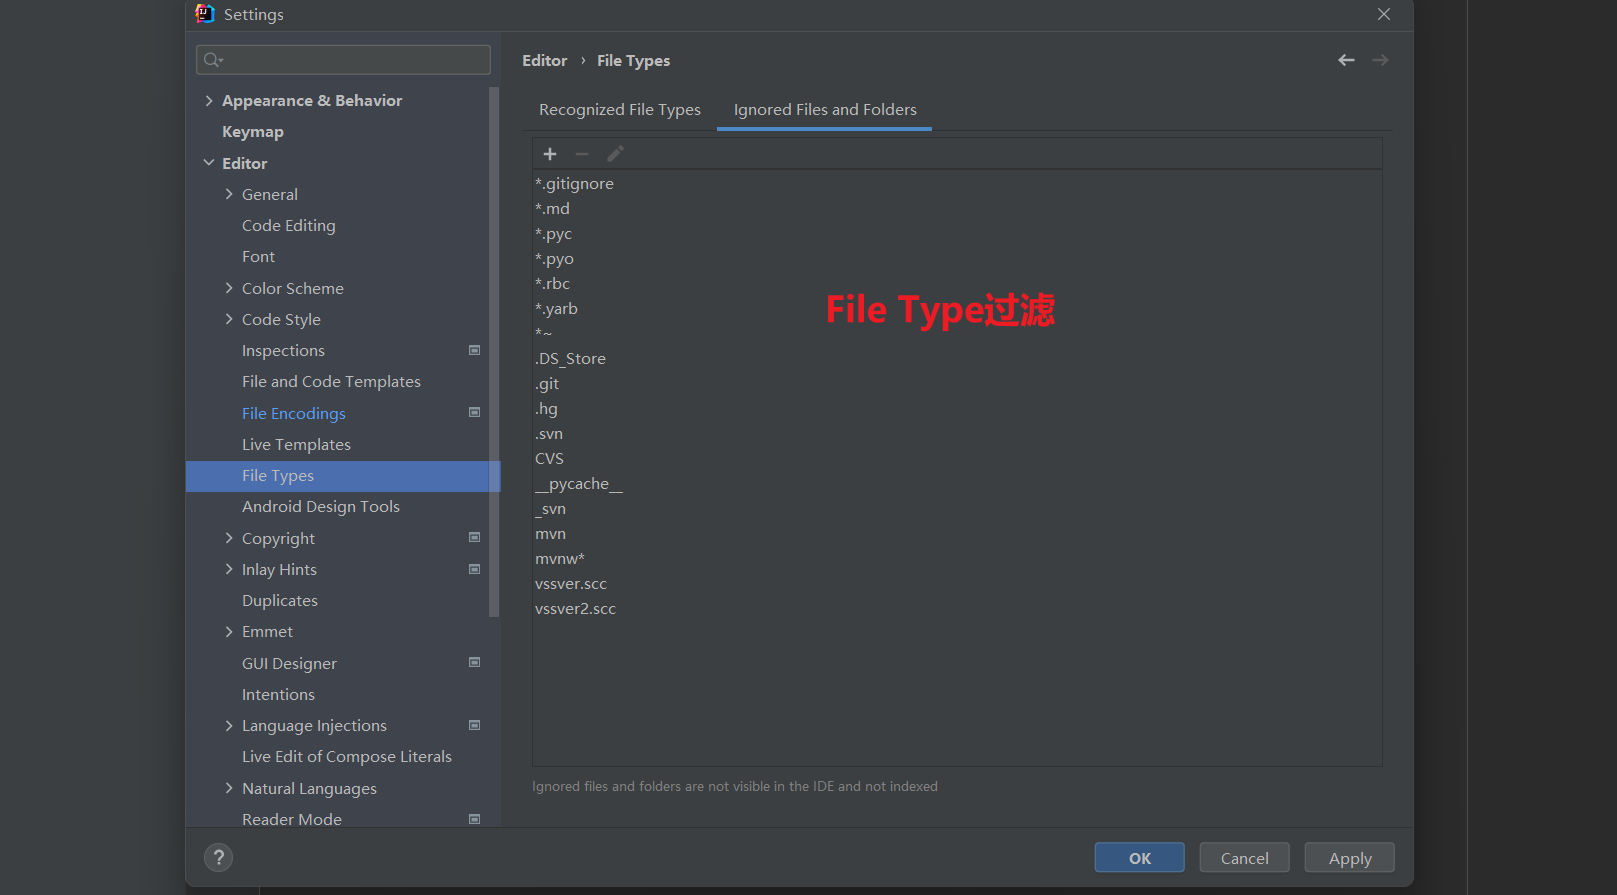 Settings
Appearance & Behavior
Keymap
Editor
General
Code Editing
Font
Color Scheme
Code Style
Inspections
File and Code Templates
File Encodings
Live Templates
File Types
Android Design Tools
Copyright
Inlay Hints
Duplicates
Emmet
GUI Designer
Intentions
Language Injections
Live Edit of Compose Literals
Natural Languages
Reader Mode
Editor › File Types
Recognized File Types Ignored Files and Folders
*.gitignore
*.md
*.pyc
*.pyo
*.rbc
*.yarb
*~
.DS_Store
.git
.hg
.svn
CVS
__pycache__
_svn
mvn
mvnw*
vssver.scc
vssver2.scc
File Type过滤
Ignored files and folders are not visible in the IDE and not indexed
? OK Cancel Apply